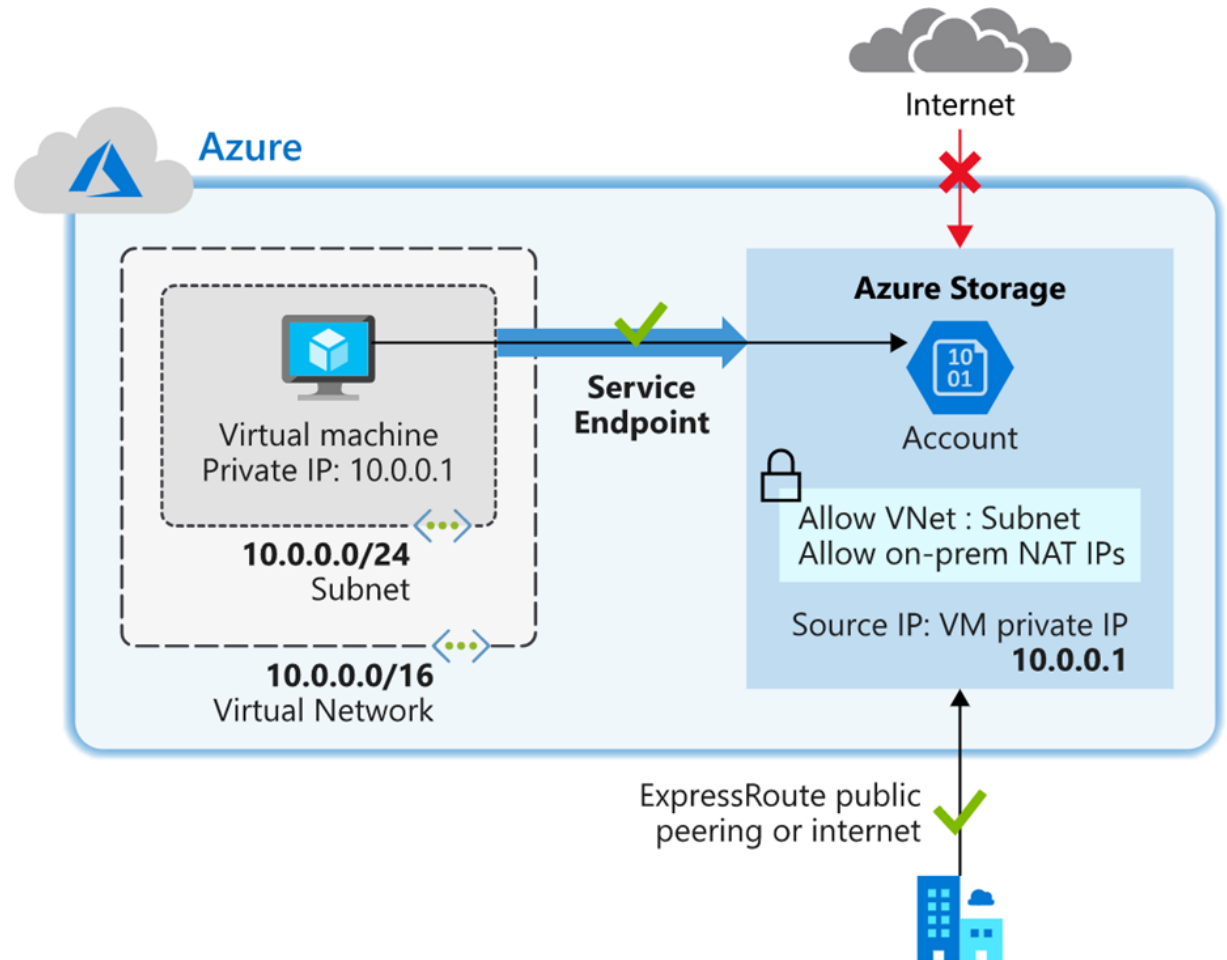 Internet
Azure
Azure Storage
10
01
Account
Service
Endpoint
Virtual machine
Private IP: 10.0.0.1
10.0.0.0/24
Subnet
10.0.0.0/16
Virtual Network
Allow VNet : Subnet
Allow on-prem NAT IPs
Source IP: VM private IP
10.0.0.1
ExpressRoute public
peering or internet